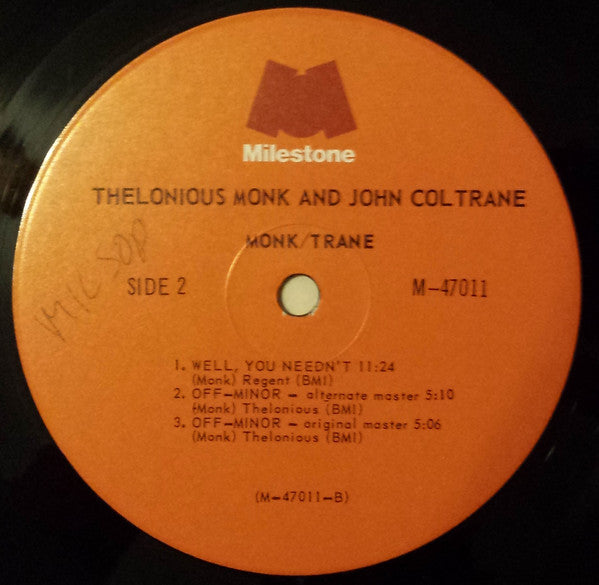 Milestone
THELONIOUS MONK AND JOHN COLTRANE
MONK/TRANE
SIDE 2
M-47011
1. WELL, YOU NEEDN'T 11:24
(Monk) Regent (BMI)
2. OFF-MINOR - alternate master 5:10
(Monk) Thelonious (BMI)
3. OFF-MINOR - original master 5:06
(Monk) Thelonious (BMI)
(M-47011-B)